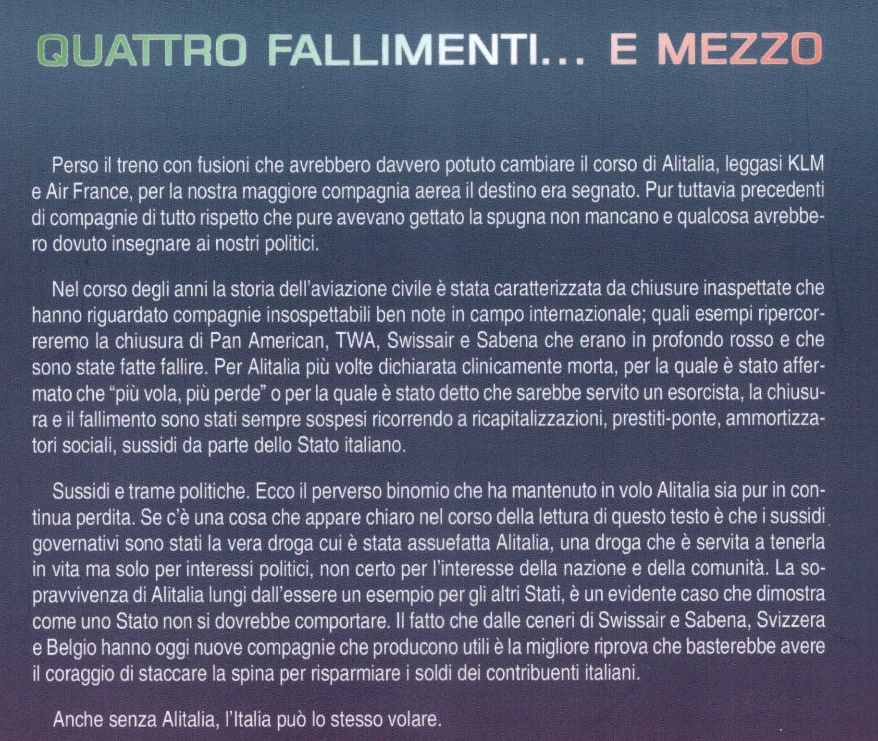 QUATTRO FALLIMENTI... E MEZZO
Perso il treno con fusioni che avrebbero davvero potuto cambiare il corso di Alitalia, leggasi KLM
e Air France, per la nostra maggiore compagnia aerea il destino era segnato. Pur tuttavia precedenti
di compagnie di tutto rispetto che pure avevano gettato la spugna non mancano e qualcosa avrebbe-
ro dovuto insegnare ai nostri politici.
Nel corso degli anni la storia dell'aviazione civile è stata caratterizzata da chiusure inaspettate che
hanno riguardato compagnie insospettabili ben note in campo internazionale; quali esempi ripercor-
reremo la chiusura di Pan American, TWA, Swissair e Sabena che erano in profondo rosso e che
sono state fatte fallire. Per Alitalia più volte dichiarata clinicamente morta, per la quale è stato affer-
mato che “più vola, più perde” o per la quale è stato detto che sarebbe servito un esorcista, la chiusu-
ra e il fallimento sono stati sempre sospesi ricorrendo a ricapitalizzazioni, prestiti-ponte, ammortizza-
tori sociali, sussidi da parte dello Stato italiano.
Sussidi e trame politiche. Ecco il perverso binomio che ha mantenuto in volo Alitalia sia pur in con-
tinua perdita. Se c'è una cosa che appare chiaro nel corso della lettura di questo testo è che i sussidi
governativi sono stati la vera droga cui è stata assuefatta Alitalia, una droga che è servita a tenerla
in vita ma solo per interessi politici, non certo per l'interesse della nazione e della comunità. La so-
pravvivenza di Alitalia lungi dall'essere un esempio per gli altri Stati, è un evidente caso che dimostra
come uno Stato non si dovrebbe comportare. Il fatto che dalle ceneri di Swissair e Sabena, Svizzera
e Belgio hanno oggi nuove compagnie che producono utili è la migliore riprova che basterebbe avere
il coraggio di staccare la spina per risparmiare i soldi dei contribuenti italiani.
Anche senza Alitalia, l'Italia può lo stesso volare.